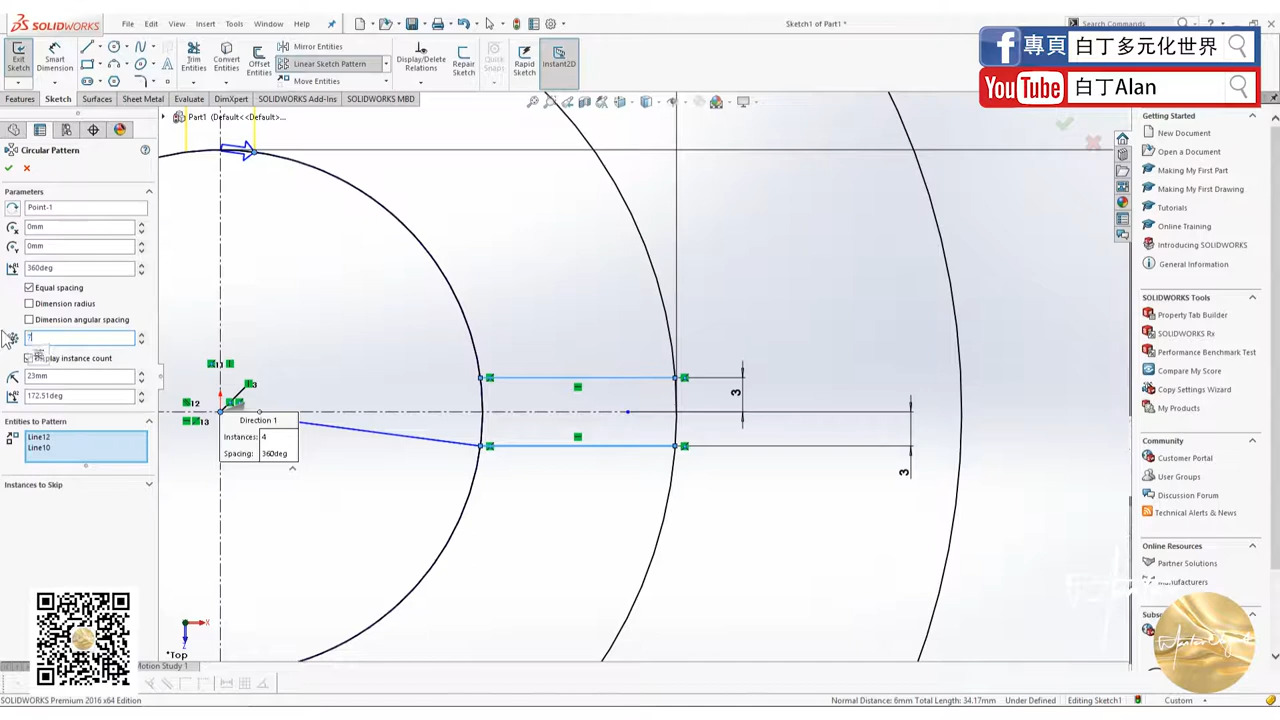 SOLIDWORKS
File
Edit
View
Insert
Tools
Window
Help
Sketch1 of Part1 *
Search Commands
專頁
白丁多元化世界
You Tube
白丁Alan
Exit Sketch
Smart Dimension
Trim Entities
Convert Entities
Offset Entities
Mirror Entities
Linear Sketch Pattern
Move Entities
Display/Delete Relations
Repair Sketch
Quick Snaps
Rapid Sketch
Instant2D
Features
Sketch
Surfaces
Sheet Metal
Evaluate
DimXpert
SOLIDWORKS Add-Ins
SOLIDWORKS MBD
Part1 (Default<<Default>...
Circular Pattern
Parameters
Point-1
0mm
0mm
360deg
Equal spacing
Dimension radius
Dimension angular spacing
Display instance count
23mm
172.51deg
Entities to Pattern
Line12
Line10
Instances to Skip
Direction 1
Instances: 4
Spacing: 360deg
3
3
*Top
Motion Study 1
SOLIDWORKS Premium 2016 x64 Edition
Normal Distance: 6mm Total Length: 34.17mm
Under Defined
Editing Sketch1
Custom
Getting Started
New Document
Open a Document
Making My First Part
Making My First Drawing
Tutorials
Online Training
Introducing SOLIDWORKS
General Information
SOLIDWORKS Tools
Property Tab Builder
SOLIDWORKS Rx
Performance Benchmark Test
Compare My Score
Copy Settings Wizard
My Products
Community
Customer Portal
User Groups
Discussion Forum
Technical Alerts & News
Online Resources
Partner Solutions
Manufacturers